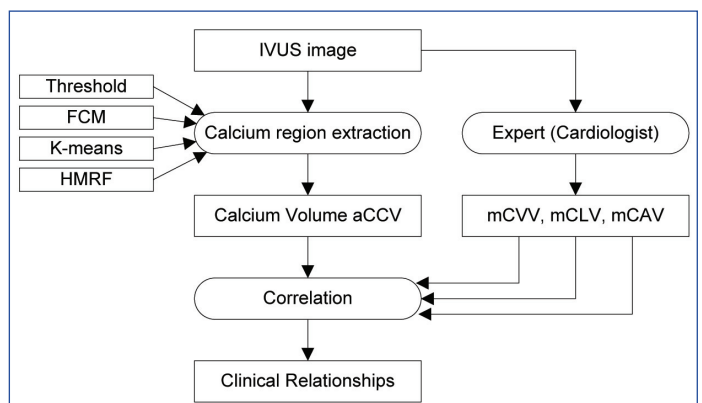 IVUS image
Threshold
FCM
K-means
HMRF
Calcium region extraction
Expert (Cardiologist)
Calcium Volume aCCV
mCVV, mCLV, mCAV
Correlation
Clinical Relationships